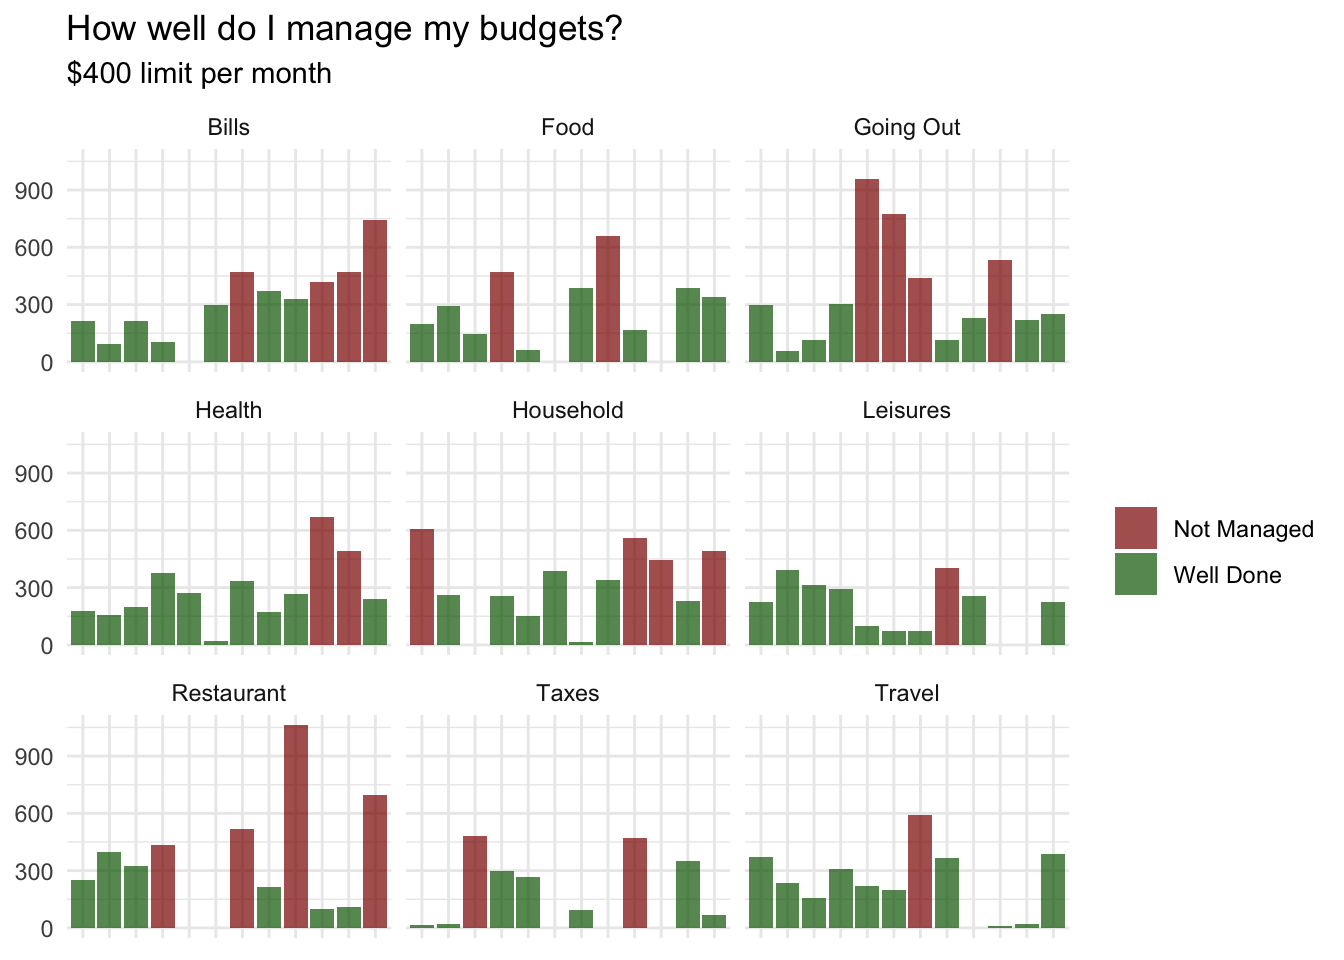 How well do I manage my budgets?
$400 limit per month
Bills
Food
Going Out
900
600
300
0
Health
Household
Leisures
900
600
300
0
Not Managed
Well Done
Restaurant
Taxes
Travel
900
600
300
0